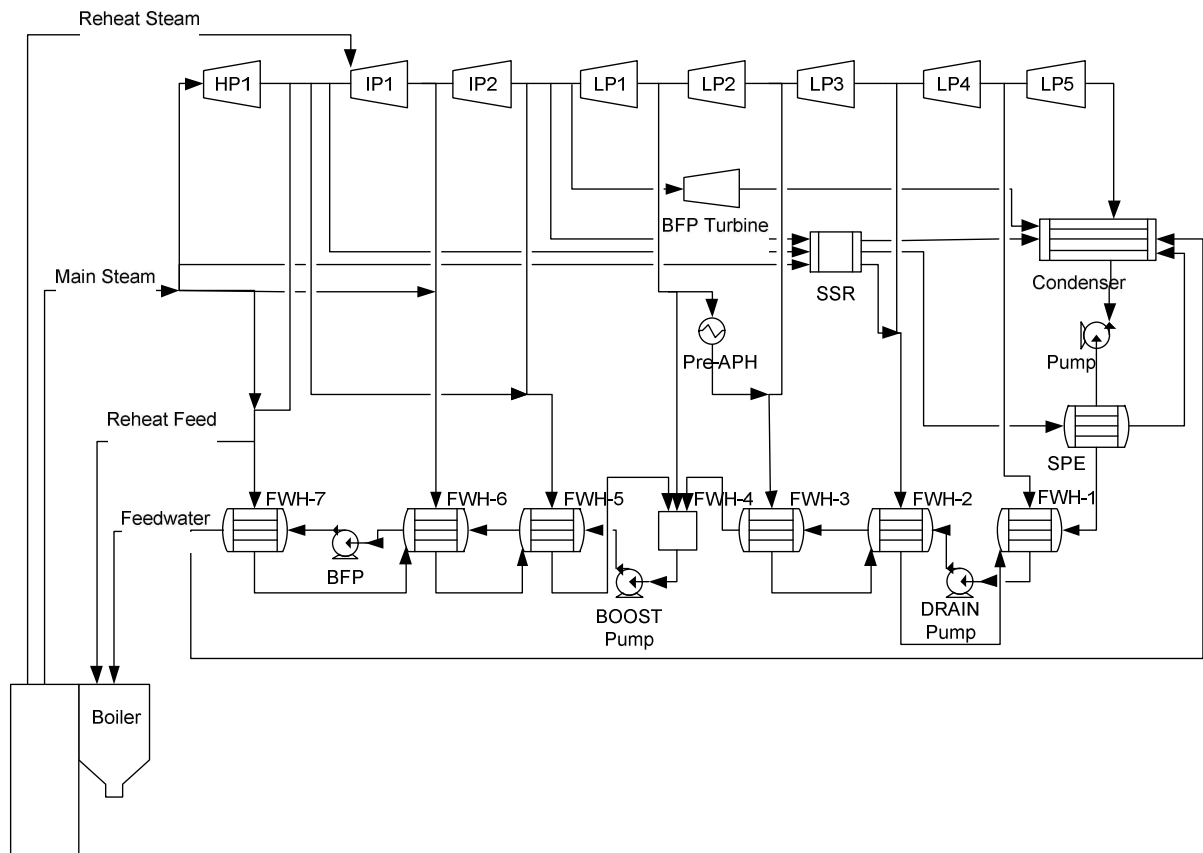 Reheat Steam
HP1
IP1
IP2
LP1
LP2
LP3
LP4
LP5
BFP Turbine
SSR
Condenser
Main Steam
Pre-APH
Pump
Reheat Feed
SPE
FWH-7
FWH-6
FWH-5
FWH-4
FWH-3
FWH-2
FWH-1
Feedwater
BFP
BOOST
Pump
DRAIN
Pump
Boiler